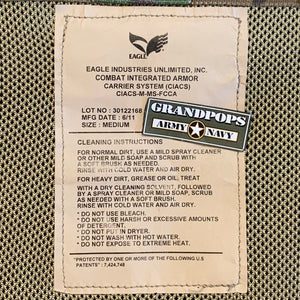 EAGLE
EAGLE INDUSTRIES UNLIMITED, INC.
COMBAT INTEGRATED ARMOR
CARRIER SYSTEM (CIACS)
CIACS-M-MS-FCCA
LOT NO : 30122168
MFG DATE : 6/11
SIZE : MEDIUM
GRANDPOPS
ARMY NAVY
CLEANING INSTRUCTIONS
FOR NORMAL DIRT, USE A MILD SPRAY CLEANER
OR OTHER MILD SOAP AND SCRUB WITH
A SOFT BRUSH AS NEEDED.
RINSE WITH COLD WATER AND AIR DRY.
FOR HEAVY DIRT, GREASE OR OIL, TREAT
WITH A DRY CLEANING SOLVENT, FOLLOWED
BY A SPRAY CLEANER OR MILD SOAP, SCRUB
AS NEEDED WITH A SOFT BRUSH.
RINSE WITH COLD WATER AND AIR DRY.
* DO NOT USE BLEACH.
* DO NOT USE HARSH OR EXCESSIVE AMOUNTS
OF DETERGENT.
* DO NOT PUT IN DRYER.
* DO NOT WASH WITH HOT WATER.
* DO NOT EXPOSE TO EXTREME HEAT.
"PROTECTED BY ONE OR MORE OF THE FOLLOWING U.S
PATENTS" : 7,424,748